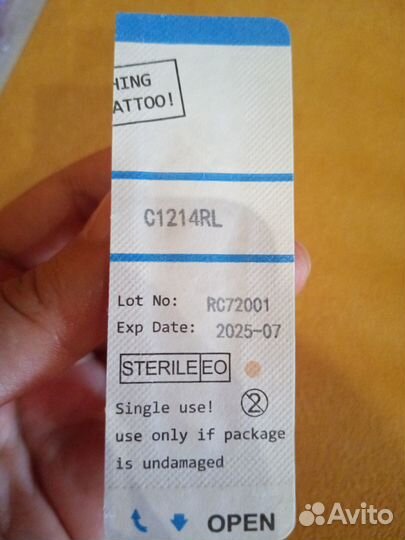 HING
ATTOO!
C1214RL
Lot No: RC72001
Exp Date: 2025-07
STERILE EO
Single use! 2
use only if package
is undamaged
OPEN
Avito